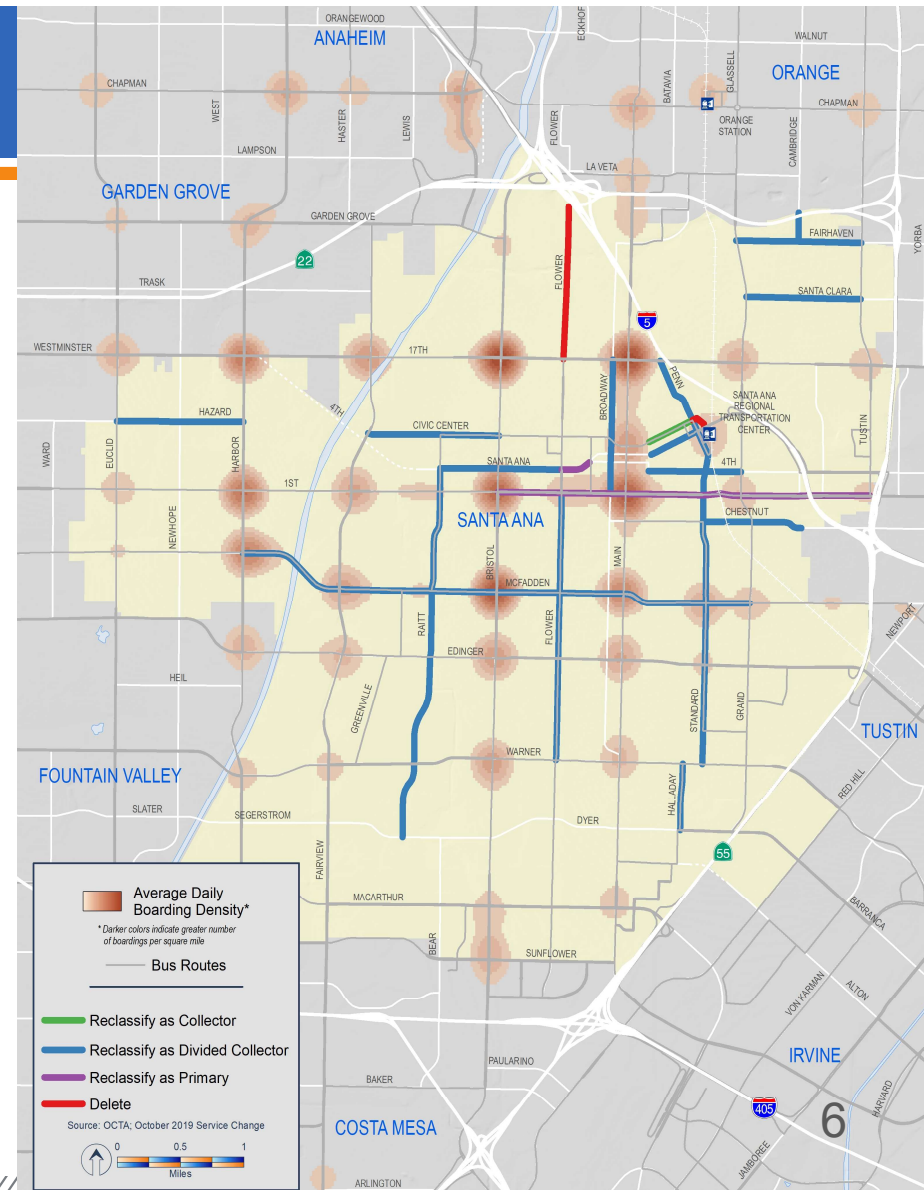 ORANGEWOOD
ANAHEIM
ECKHOF
WALNUT
ORANGE
CHAPMAN
WEST
HASTER
LEWIS
FLOWER
BATAVIA
GLASSELL
ORANGE
STATION
CHAPMAN
CAMBRIDGE
LAMPSON
LA VETA
GARDEN GROVE
GARDEN GROVE
22
FLOWER
FAIRHAVEN
YORBA
TRASK
SANTA CLARA
5
WESTMINSTER
17TH
BROADWAY
PENN
SANTA ANA
REGIONAL
TRANSPORTATION
CENTER
4TH
HAZARD
CIVIC CENTER
TUSTIN
WARD
EUCLID
HARBOR
SANTA ANA
4TH
1ST
NEWHOPE
SANTA ANA
CHESTNUT
BRISTOL
MAIN
MCFADDEN
RAITT
FLOWER
NEWPORT
EDINGER
HEIL
GREENVILLE
STANDARD
GRAND
TUSTIN
WARNER
FOUNTAIN VALLEY
HALLADAY
RED HILL
SLATER
SEGERSTROM
DYER
FAIRVIEW
55
MACARTHUR
BARRANCA
BEAR
SUNFLOWER
VON KARMAN
ALTON
PAULARINO
IRVINE
BAKER
405
6
HARVARD
COSTA MESA
JAMBOREE
ARLINGTON
Average Daily
Boarding Density*
* Darker colors indicate greater number
of boardings per square mile
Bus Routes
Reclassify as Collector
Reclassify as Divided Collector
Reclassify as Primary
Delete
Source: OCTA; October 2019 Service Change
0 0.5 1
Miles